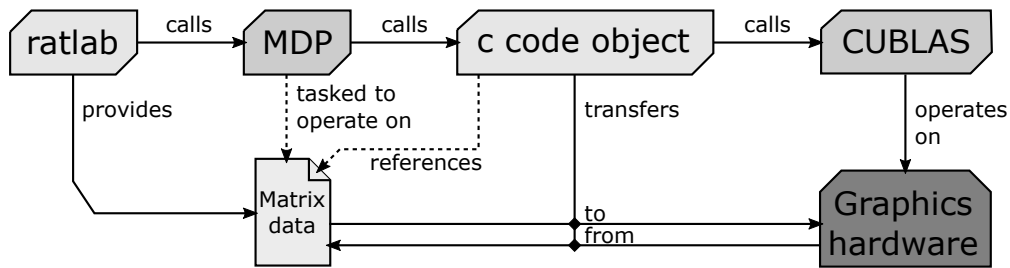 ratlab
calls
MDP
calls
c code object
calls
CUBLAS
provides
tasked to
operate on
references
transfers
operates
on
Matrix
data
to
from
Graphics
hardware